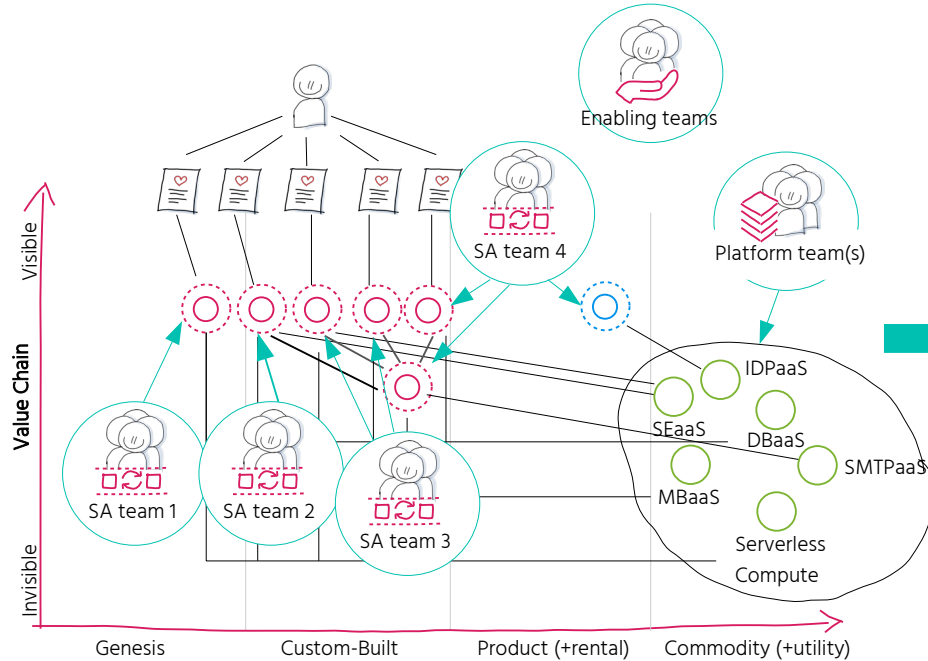 Enabling teams
SA team 4
Platform team(s)
Visible
Value Chain
Invisible
IDPaaS
SEaaS
DBaaS
SMTPaaS
MBaaS
Serverless
Compute
SA team 1
SA team 2
SA team 3
Genesis
Custom-Built
Product (+rental)
Commodity (+utility)